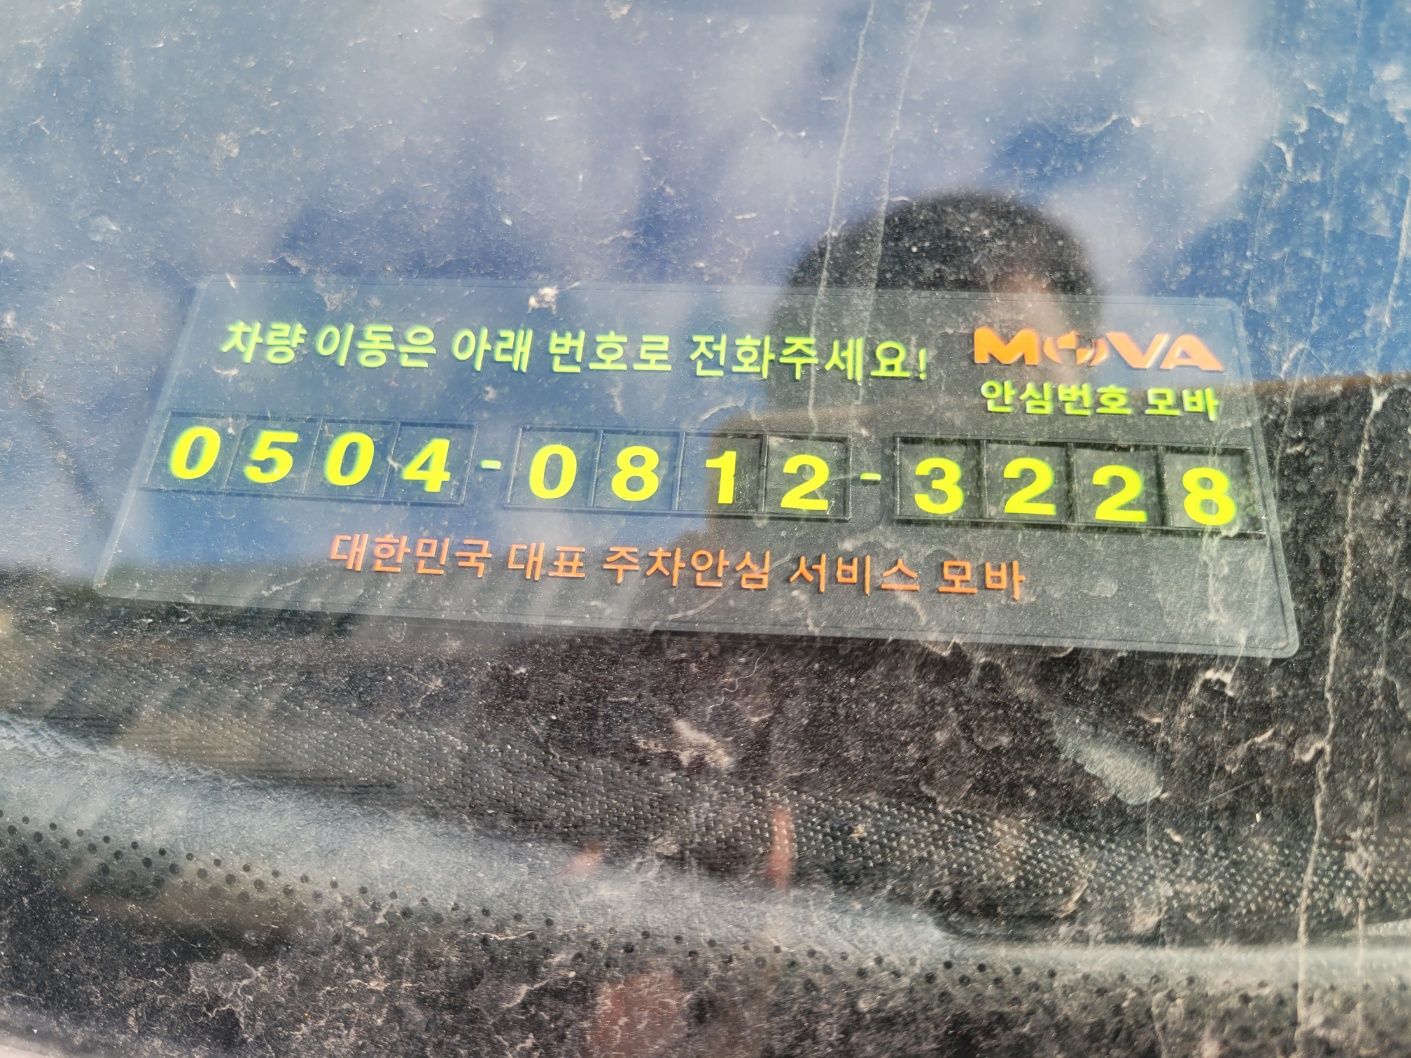 차량 이동은 아래 번호로 전화주세요!
MOVA
안심번호 모바
0504-0812-3228
대한민국 대표 주차안심 서비스 모바